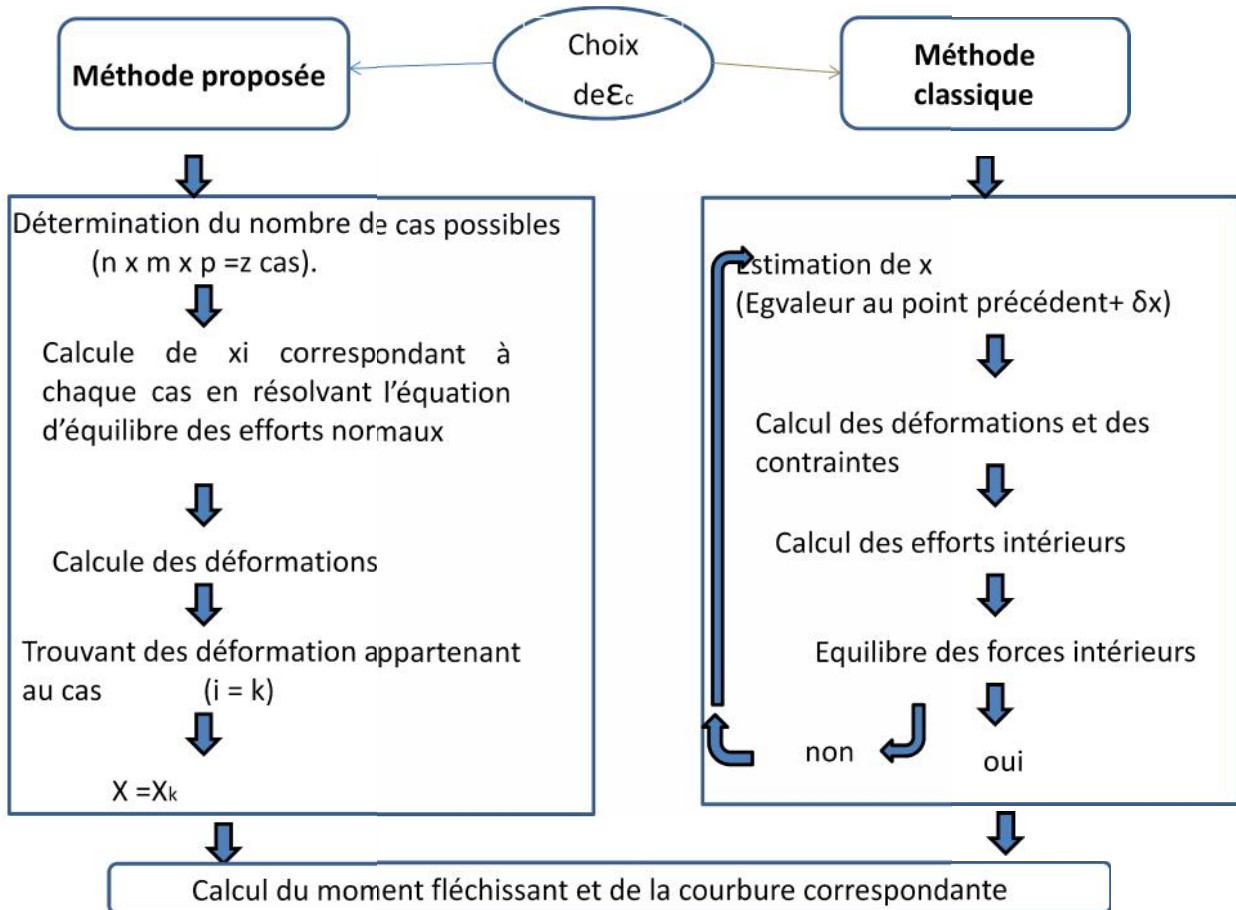 Choix
deεc
Méthode proposée
Méthode
classique
Détermination du nombre de cas possibles
(n x m x p =z cas).
Calcule de xi correspondant à
chaque cas en résolvant l'équation
d'équilibre des efforts normaux
Calcule des déformations
Trouvant des déformation appartenant
au cas (i = k)
X =Xk
Estimation de x
(Egvaleur au point précédent+ δx)
Calcul des déformations et des
contraintes
Calcul des efforts intérieurs
Equilibre des forces intérieurs
non
oui
Calcul du moment fléchissant et de la courbure correspondante